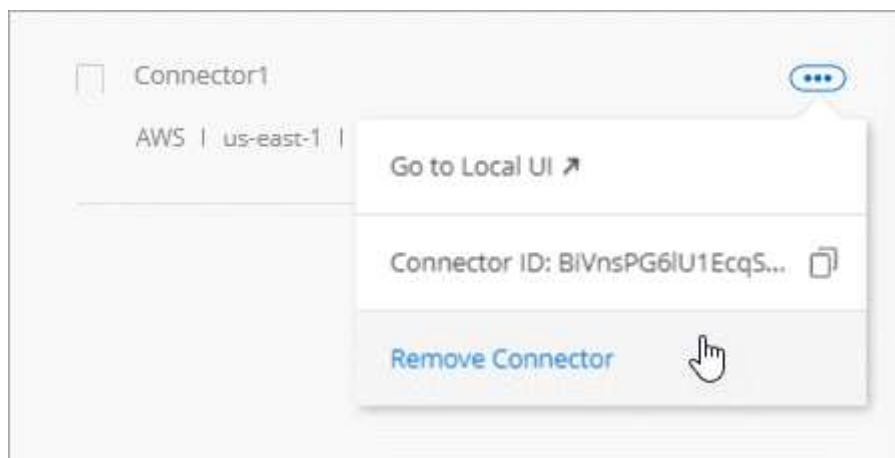 Connector1
AWS | us-east-1 |
Go to Local UI
Connector ID: BiVnsPG6lU1EcqS...
Remove Connector